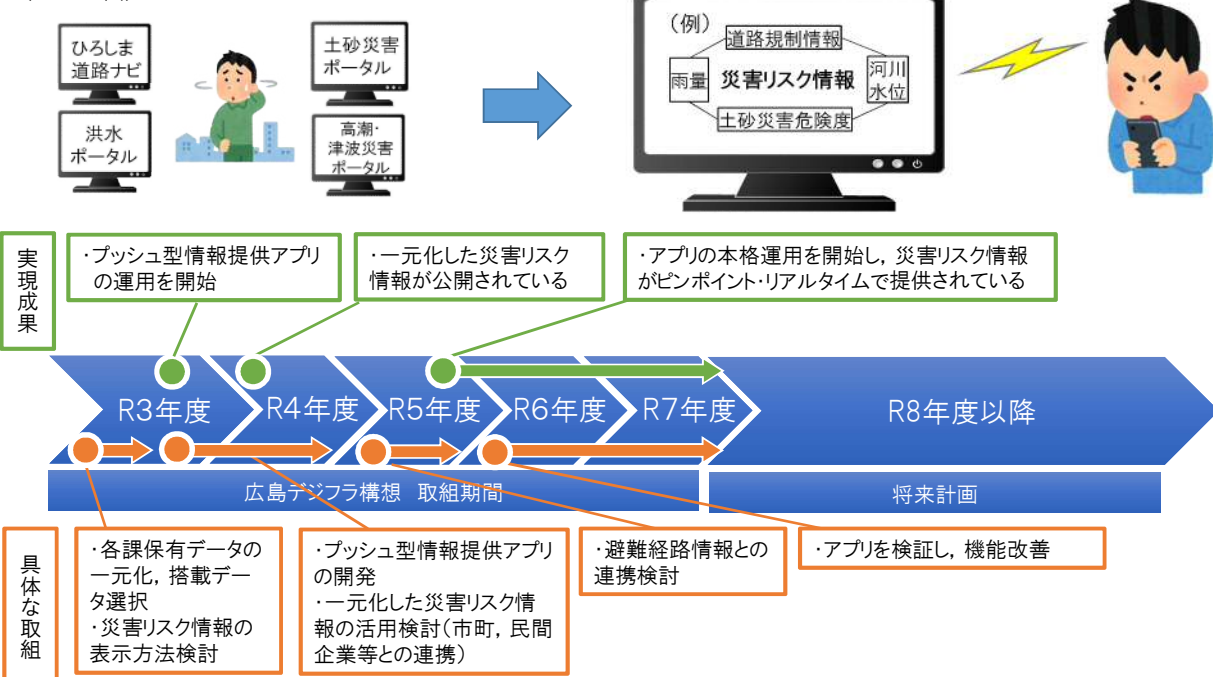 ひろしま
道路ナビ
土砂災害
ポータル
洪水
ポータル
高潮・
津波災害
ポータル
(例)
道路規制情報
雨量
災害リスク情報
河川
水位
土砂災害危険度
実現成果
・プッシュ型情報提供アプリ
の運用を開始
・一元化した災害リスク
情報が公開されている
・アプリの本格運用を開始し，災害リスク情報
がピンポイント・リアルタイムで提供されている
R3年度
R4年度
R5年度
R6年度
R7年度
R8年度以降
広島デジフラ構想　取組期間
将来計画
具体な取組
・各課保有データの
一元化，搭載デー
タ選択
・災害リスク情報の
表示方法検討
・プッシュ型情報提供アプリ
の開発
・一元化した災害リスク情
報の活用検討（市町，民間
企業等との連携）
・避難経路情報との
連携検討
・アプリを検証し，機能改善